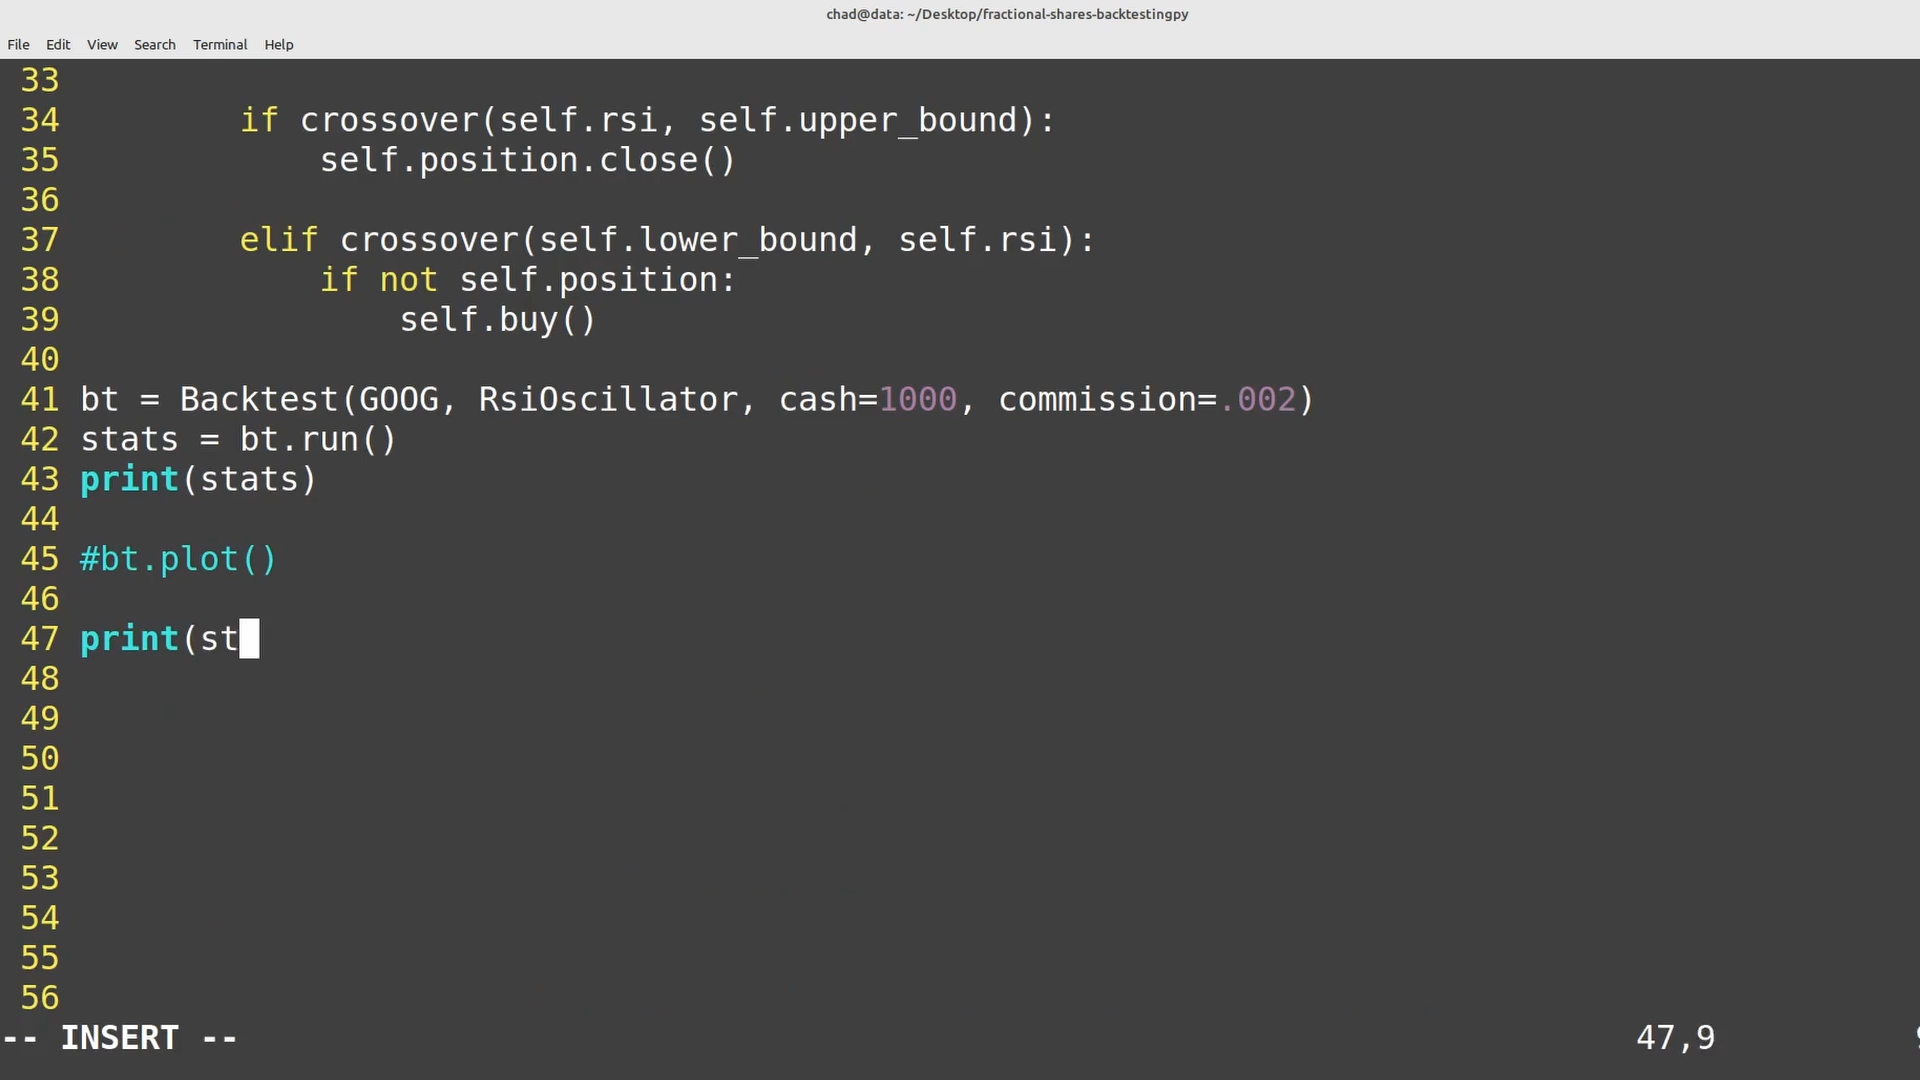 chad@data: ~/Desktop/fractional-shares-backtestingpy
File Edit View Search Terminal Help
33
34         if crossover(self.rsi, self.upper_bound):
35             self.position.close()
36
37         elif crossover(self.lower_bound, self.rsi):
38             if not self.position:
39                 self.buy()
40
41 bt = Backtest(GOOG, RsiOscillator, cash=1000, commission=.002)
42 stats = bt.run()
43 print(stats)
44
45 #bt.plot()
46
47 print(st
48
49
50
51
52
53
54
55
56
-- INSERT -- 47,9